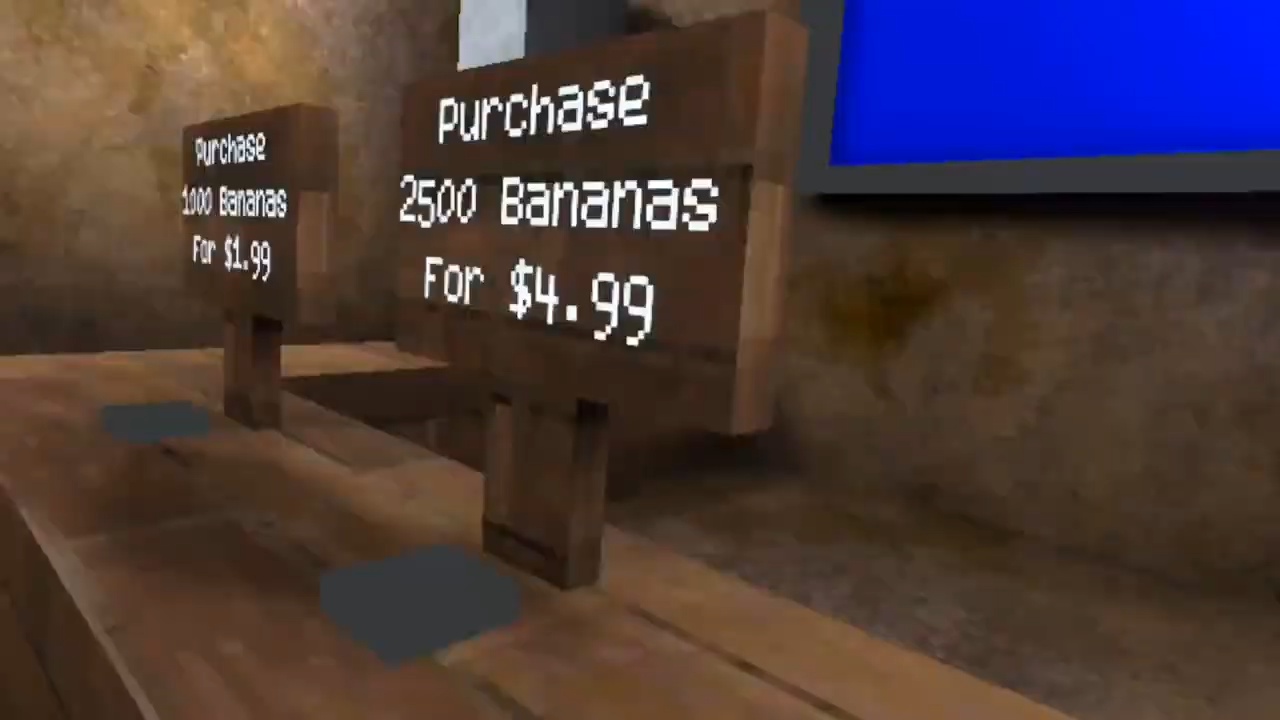 Purchase
1000 Bananas
For $1.99
Purchase
2500 Bananas
For $4.99